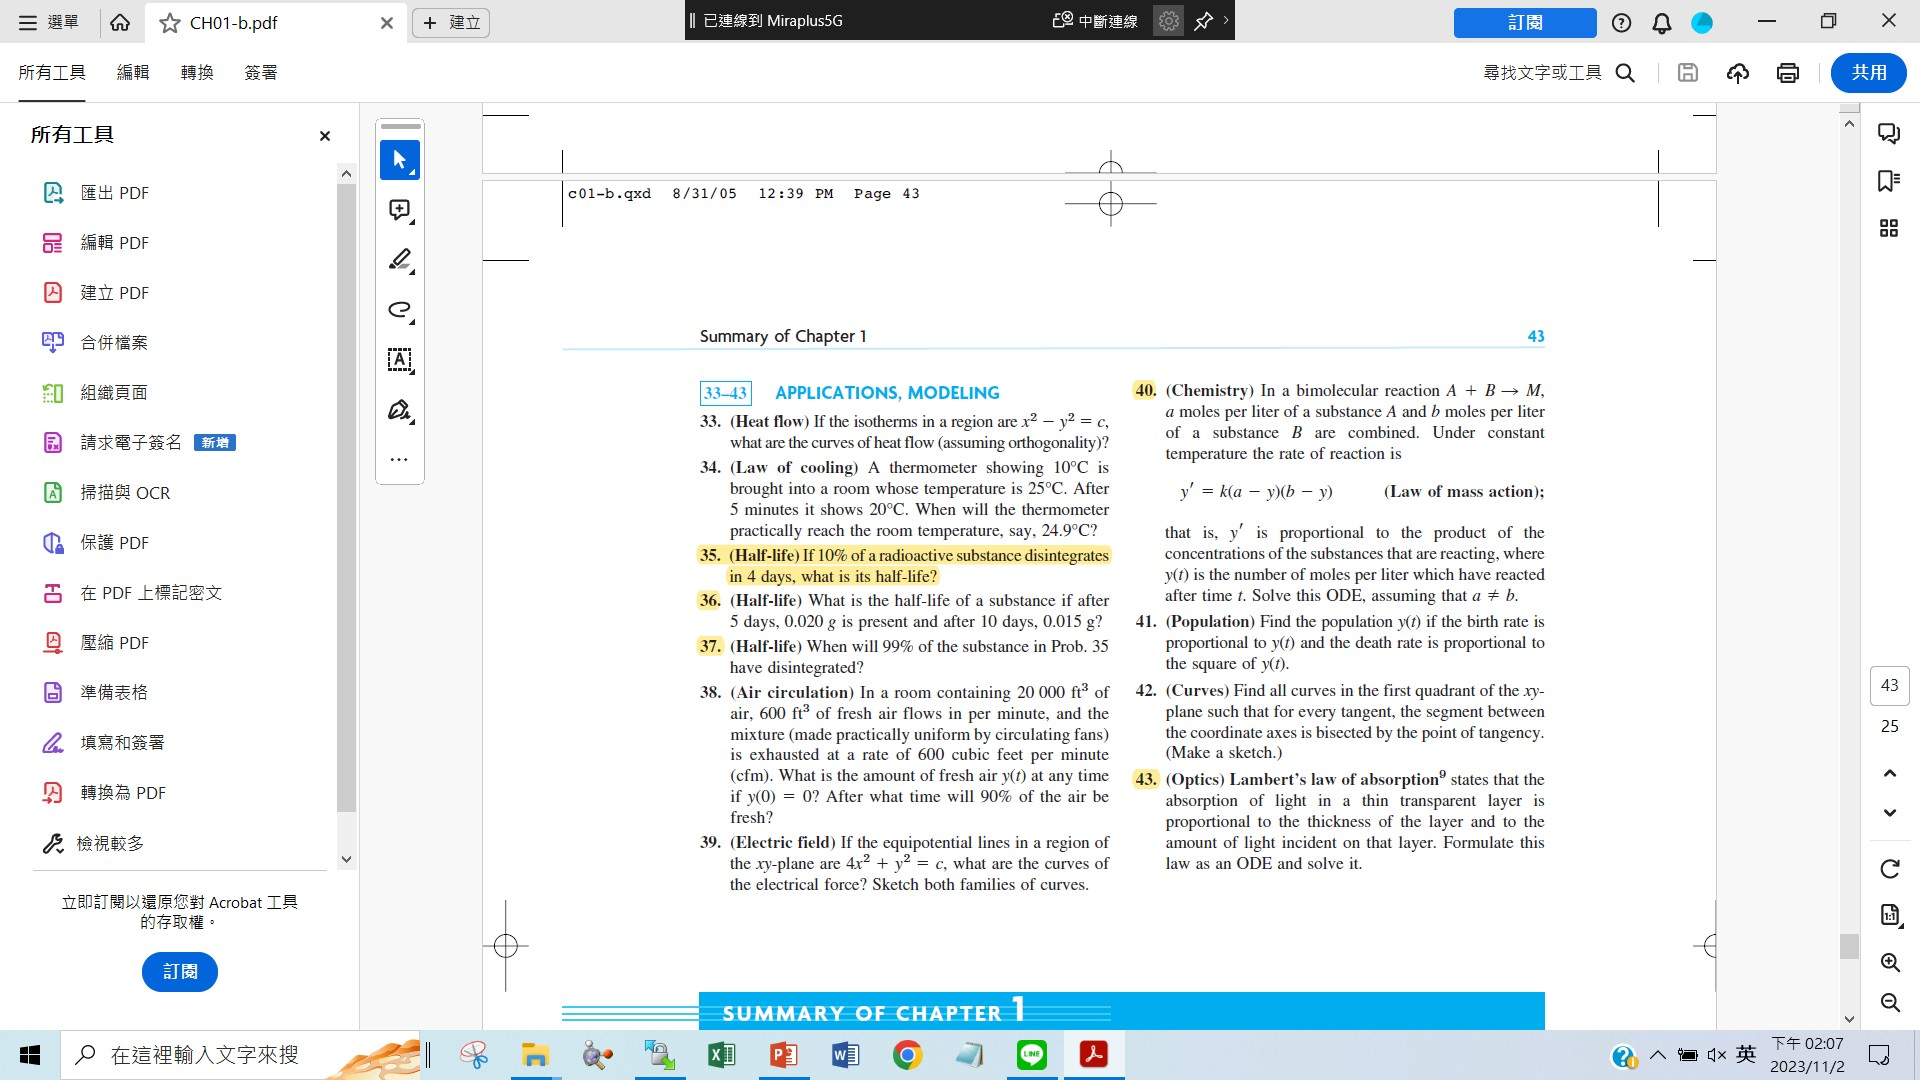 選單
CH01-b.pdf
建立
已連線到 Miraplus5G
中斷連線
訂閱
所有工具
編輯
轉換
簽署
尋找文字或工具
共用
所有工具
匯出 PDF
編輯 PDF
建立 PDF
合併檔案
組織頁面
請求電子簽名 新增
掃描與 OCR
保護 PDF
在 PDF 上標記密文
壓縮 PDF
準備表格
填寫和簽署
轉換為 PDF
檢視較多
立即訂閱以還原您對 Acrobat 工具
的存取權。
訂閱
c01-b.qxd 8/31/05 12:39 PM Page 43
Summary of Chapter 1 43
33–43 APPLICATIONS, MODELING
33. (Heat flow) If the isotherms in a region are x² − y² = c,
what are the curves of heat flow (assuming orthogonality)?
34. (Law of cooling) A thermometer showing 10°C is
brought into a room whose temperature is 25°C. After
5 minutes it shows 20°C. When will the thermometer
practically reach the room temperature, say, 24.9°C?
35. (Half-life) If 10% of a radioactive substance disintegrates
in 4 days, what is its half-life?
36. (Half-life) What is the half-life of a substance if after
5 days, 0.020 g is present and after 10 days, 0.015 g?
37. (Half-life) When will 99% of the substance in Prob. 35
have disintegrated?
38. (Air circulation) In a room containing 20 000 ft³ of
air, 600 ft³ of fresh air flows in per minute, and the
mixture (made practically uniform by circulating fans)
is exhausted at a rate of 600 cubic feet per minute
(cfm). What is the amount of fresh air y(t) at any time
if y(0) = 0? After what time will 90% of the air be
fresh?
39. (Electric field) If the equipotential lines in a region of
the xy-plane are 4x² + y² = c, what are the curves of
the electrical force? Sketch both families of curves.
40. (Chemistry) In a bimolecular reaction A + B → M,
a moles per liter of a substance A and b moles per liter
of a substance B are combined. Under constant
temperature the rate of reaction is
y′ = k(a − y)(b − y) (Law of mass action);
that is, y′ is proportional to the product of the
concentrations of the substances that are reacting, where
y(t) is the number of moles per liter which have reacted
after time t. Solve this ODE, assuming that a ≠ b.
41. (Population) Find the population y(t) if the birth rate is
proportional to y(t) and the death rate is proportional to
the square of y(t).
42. (Curves) Find all curves in the first quadrant of the xy-
plane such that for every tangent, the segment between
the coordinate axes is bisected by the point of tangency.
(Make a sketch.)
43. (Optics) Lambert's law of absorption⁹ states that the
absorption of light in a thin transparent layer is
proportional to the thickness of the layer and to the
amount of light incident on that layer. Formulate this
law as an ODE and solve it.
SUMMARY OF CHAPTER 1
43
25
1:1
在這裡輸入文字來搜
LINE
英
下午 02:07
2023/11/2